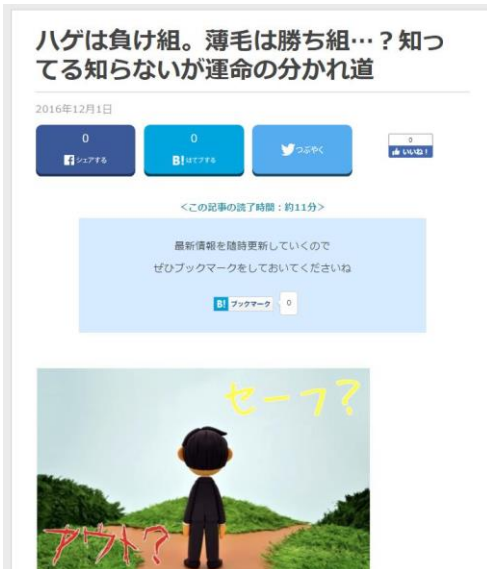 ハゲは負け組。薄毛は勝ち組…？知っ
てる知らないが運命の分かれ道
2016年12月1日
0
シェアする
0
B! はてブする
つぶやく
0
いいね！
＜この記事の読了時間：約11分＞
最新情報を随時更新していくので
ぜひブックマークをしておいてくださいね
B! ブックマーク 0
セーフ？
アウト？